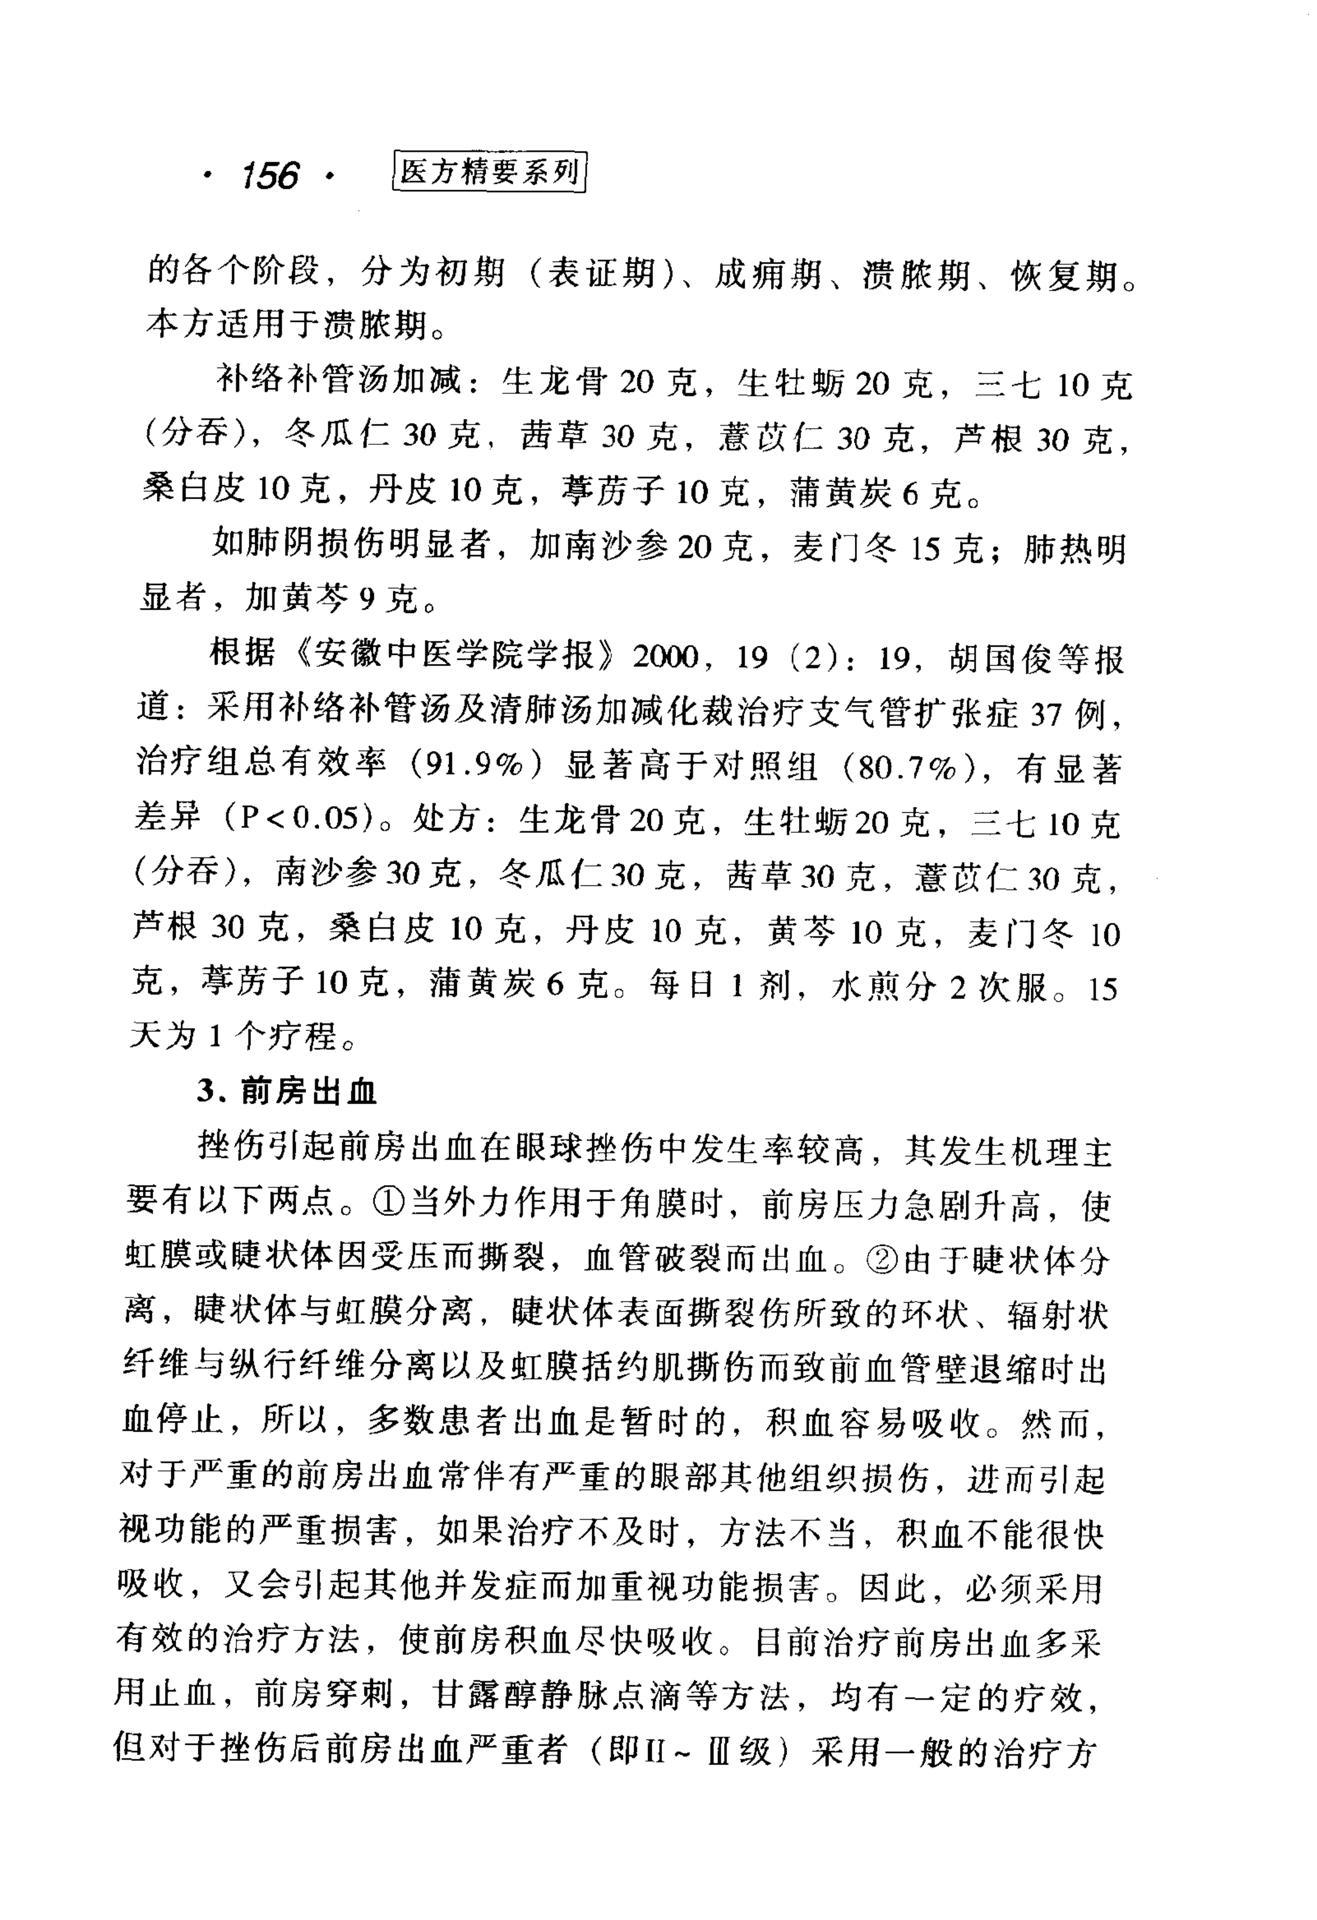 · 156 · 医方精要系列
的各个阶段，分为初期（表证期）、成痈期、溃脓期、恢复期。
本方适用于溃脓期。
补络补管汤加减：生龙骨 20 克，生牡蛎 20 克，三七 10 克
（分吞），冬瓜仁 30 克，茜草 30 克，薏苡仁 30 克，芦根 30 克，
桑白皮 10 克，丹皮 10 克，葶苈子 10 克，蒲黄炭 6 克。
如肺阴损伤明显者，加南沙参 20 克，麦门冬 15 克；肺热明
显者，加黄芩 9 克。
根据《安徽中医学院学报》2000，19（2）：19，胡国俊等报
道：采用补络补管汤及清肺汤加减化裁治疗支气管扩张症 37 例，
治疗组总有效率（91.9%）显著高于对照组（80.7%），有显著
差异（P<0.05）。处方：生龙骨 20 克，生牡蛎 20 克，三七 10 克
（分吞），南沙参 30 克，冬瓜仁 30 克，茜草 30 克，薏苡仁 30 克，
芦根 30 克，桑白皮 10 克，丹皮 10 克，黄芩 10 克，麦门冬 10
克，葶苈子 10 克，蒲黄炭 6 克。每日 1 剂，水煎分 2 次服。15
天为 1 个疗程。
3. 前房出血
挫伤引起前房出血在眼球挫伤中发生率较高，其发生机理主
要有以下两点。①当外力作用于角膜时，前房压力急剧升高，使
虹膜或睫状体因受压而撕裂，血管破裂而出血。②由于睫状体分
离，睫状体与虹膜分离，睫状体表面撕裂伤所致的环状、辐射状
纤维与纵行纤维分离以及虹膜括约肌撕伤而致前血管壁退缩时出
血停止，所以，多数患者出血是暂时的，积血容易吸收。然而，
对于严重的前房出血常伴有严重的眼部其他组织损伤，进而引起
视功能的严重损害，如果治疗不及时，方法不当，积血不能很快
吸收，又会引起其他并发症而加重视功能损害。因此，必须采用
有效的治疗方法，使前房积血尽快吸收。目前治疗前房出血多采
用止血，前房穿刺，甘露醇静脉点滴等方法，均有一定的疗效，
但对于挫伤后前房出血严重者（即Ⅱ～Ⅲ级）采用一般的治疗方